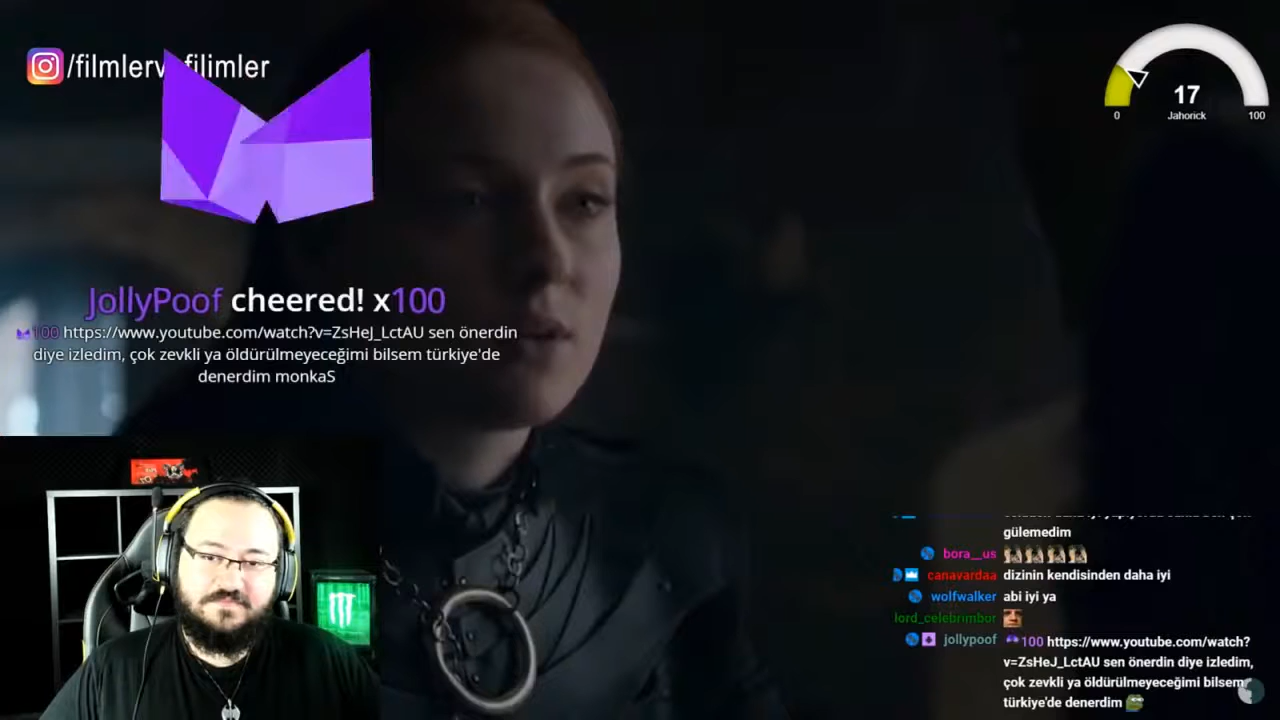 /filmlerv filimler
17
0
Jahorick
100
JollyPoof cheered! x100
100 https://www.youtube.com/watch?v=ZsHeJ_LctAU sen önerdin
diye izledim, çok zevkli ya öldürülmeyeceğimi bilsem türkiye'de
denerdim monkaS
gülemedim
bora__us
canavardaa dizinin kendisinden daha iyi
wolfwalker abi iyi ya
lord_celebrimbor
jollypoof 100 https://www.youtube.com/watch?
v=ZsHeJ_LctAU sen önerdin diye izledim,
çok zevkli ya öldürülmeyeceğimi bilsem
türkiye'de denerdim